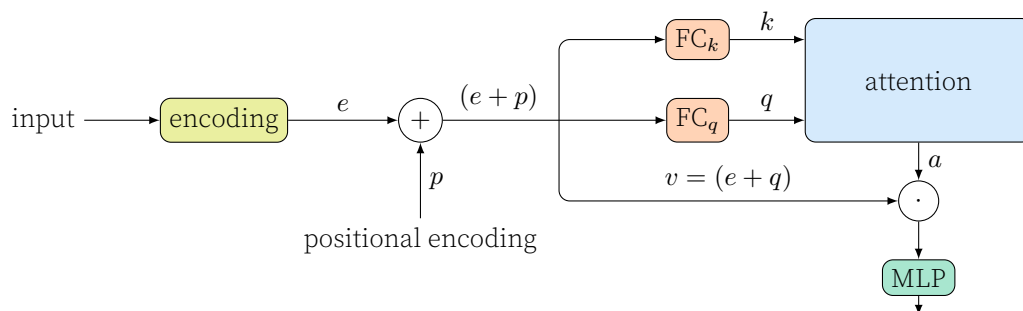 input
encoding
e
+
(e + p)
p
positional encoding
FC_k
k
FC_q
q
attention
v = (e + q)
a
·
MLP